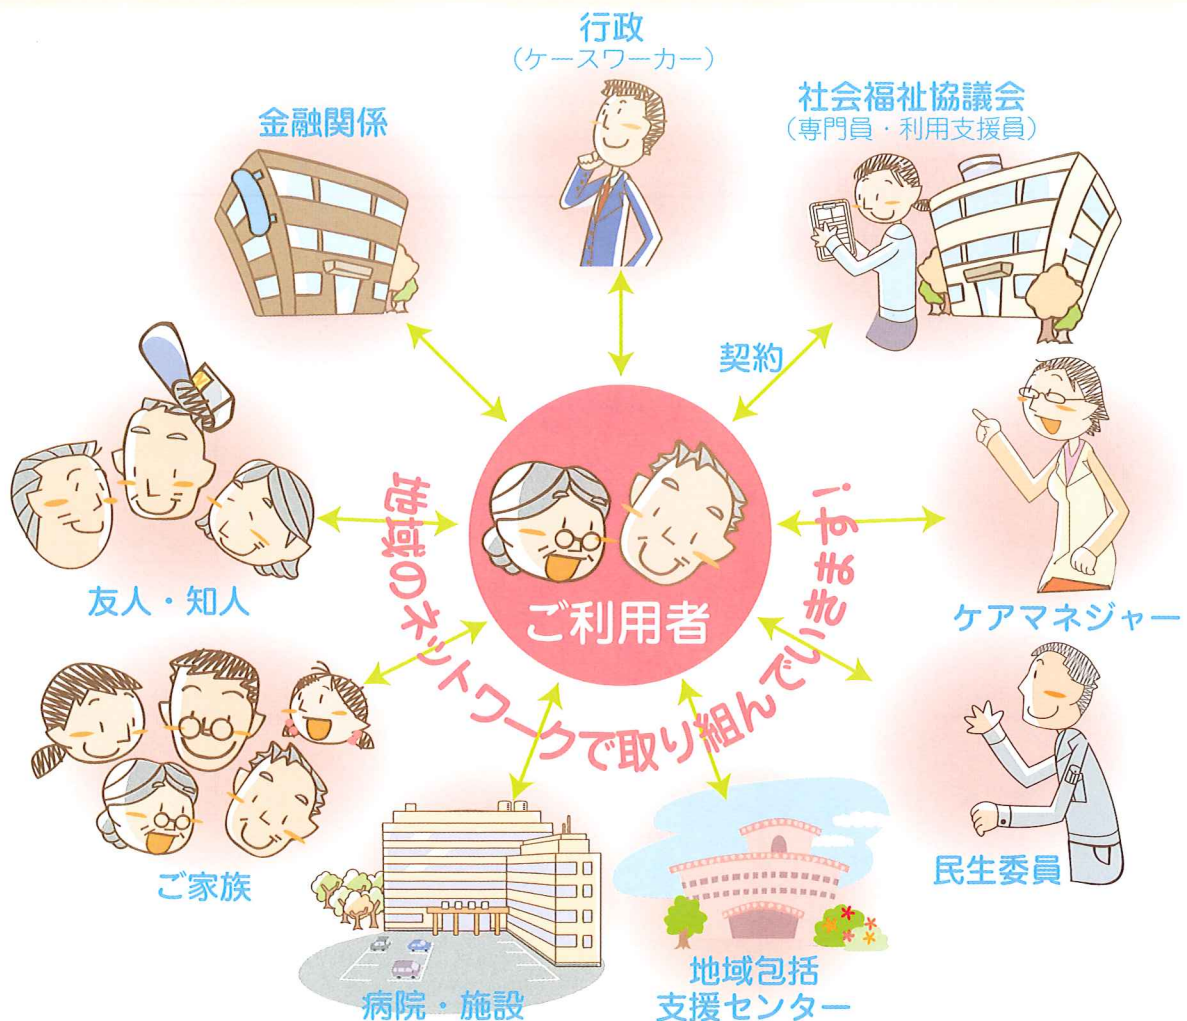 行政
（ケースワーカー）
金融関係
社会福祉協議会
（専門員・利用支援員）
契約
ご利用者
地域のネットワークで取り組んでいきます！
友人・知人
ケアマネジャー
ご家族
民生委員
病院・施設
地域包括
支援センター